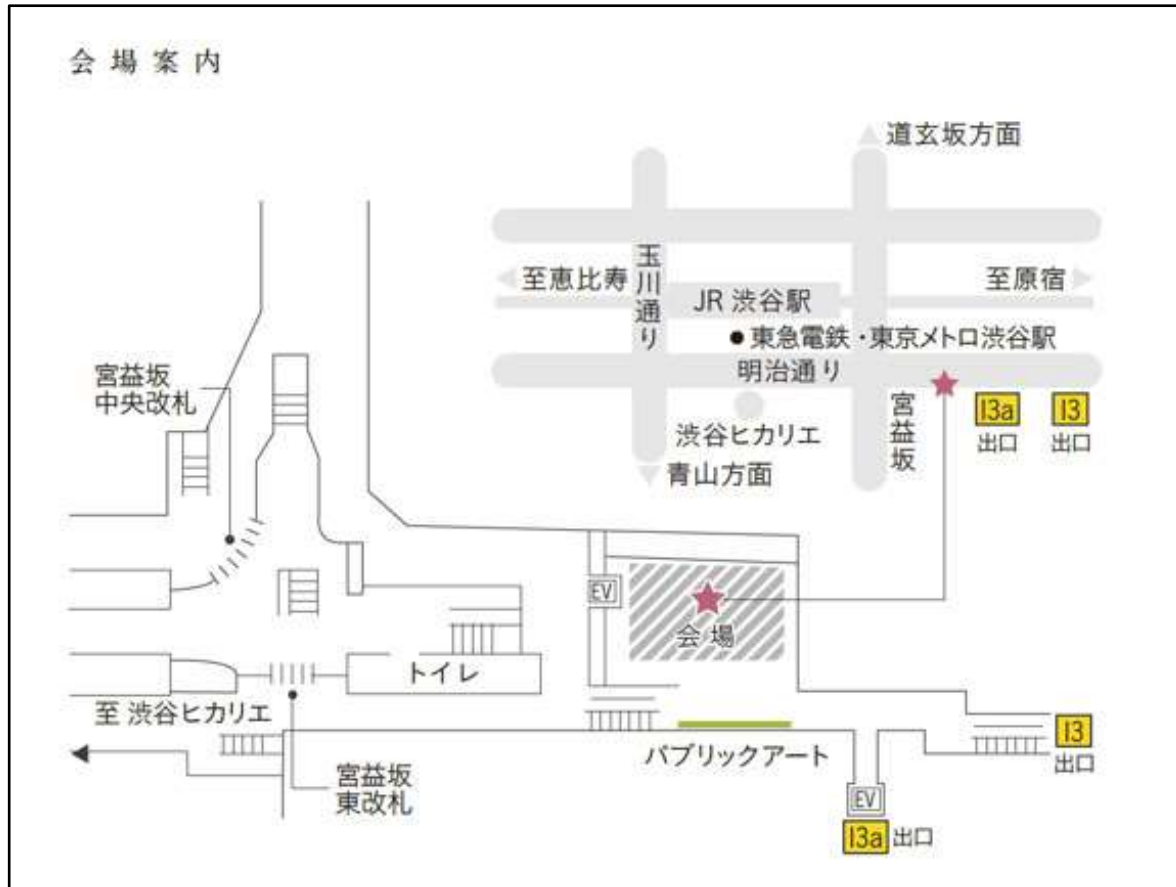 会場案内
道玄坂方面
玉川通り
至恵比寿
至原宿
JR 渋谷駅
東急電鉄・東京メトロ渋谷駅
明治通り
宮益坂
中央改札
渋谷ヒカリエ
宮益坂
13a
出口
13
出口
青山方面
EV
会場
トイレ
至 渋谷ヒカリエ
パブリックアート
13
出口
宮益坂
東改札
EV
13a 出口